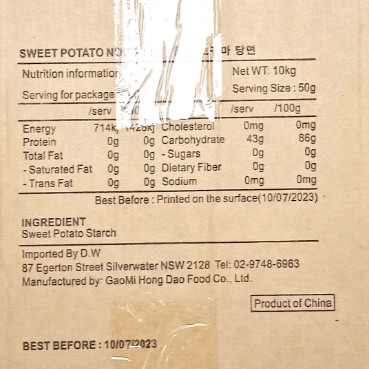 SWEET POTATO 마 당면
Nutrition information Net WT: 10kg
Serving for package Serving Size : 50g
/serv /serv /100g
Energy 714kj 1428kj Cholesterol 0mg 0mg
Protein 0g 0g Carbohydrate 43g 86g
Total Fat 0g 0g - Sugars 0g 0g
- Saturated Fat 0g 0g Dietary Fiber 0g 0g
- Trans Fat 0g 0g Sodium 0mg 0mg
Best Before : Printed on the surface(10/07/2023)
INGREDIENT
Sweet Potato Starch
Imported By D.W
87 Egerton Street Silverwater NSW 2128 Tel: 02-9748-6963
Manufactured by: GaoMi Hong Dao Food Co., Ltd.
Product of China
BEST BEFORE : 10/07/2023